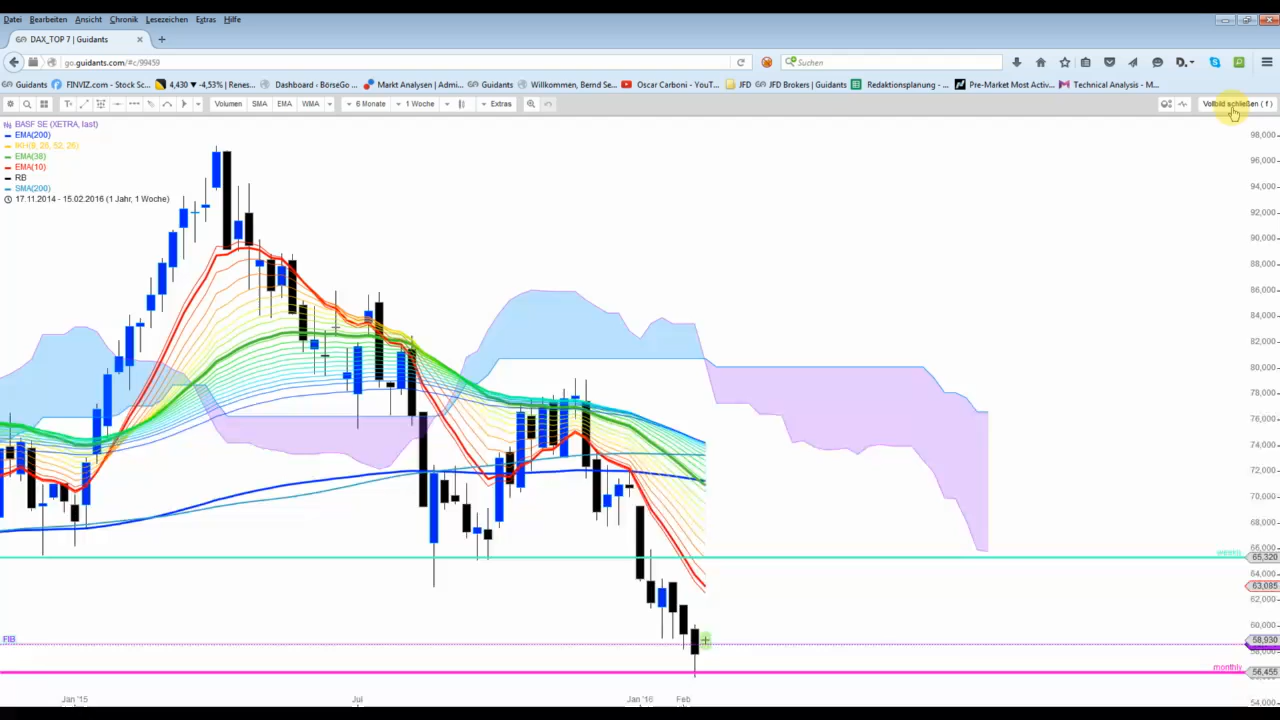 Datei Bearbeiten Ansicht Chronik Lesezeichen Extras Hilfe
DAX_TOP 7 | Guidants
go.guidants.com/#c/99459
Suchen
Guidants FINVIZ.com - Stock Sc... 4,430 ▼ -4,53% | Renes... Dashboard ‹ BörseGo ... Markt Analysen | Admi... Guidants Willkommen, Bernd Se... Oscar Carboni - YouT... JFD JFD Brokers | Guidants Redaktionsplanung - ... Pre-Market Most Activ... Technical Analysis - M...
Volumen SMA EMA WMA 6 Monate 1 Woche Extras Vollbild schließen ( f )
BASF SE (XETRA, last)
EMA(200)
EMA(38)
EMA(10)
RB
SMA(200)
17.11.2014 - 15.02.2016 (1 Jahr, 1 Woche)
98,000
96,000
94,000
92,000
90,000
88,000
86,000
84,000
82,000
80,000
78,000
76,000
74,000
72,000
70,000
68,000
66,000
weekly
65,320
64,000
63,085
62,000
60,000
FIB
58,930
monthly
56,455
54,000
Jan '15 Jul Jan '16 Feb